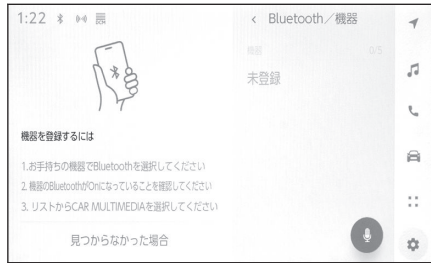 1:22
< Bluetooth／機器
機器 0/5
未登録
機器を登録するには
1.お手持ちの機器でBluetoothを選択してください
2. 機器のBluetoothがOnになっていることを確認してください
3. リストからCAR MULTIMEDIAを選択してください
見つからなかった場合